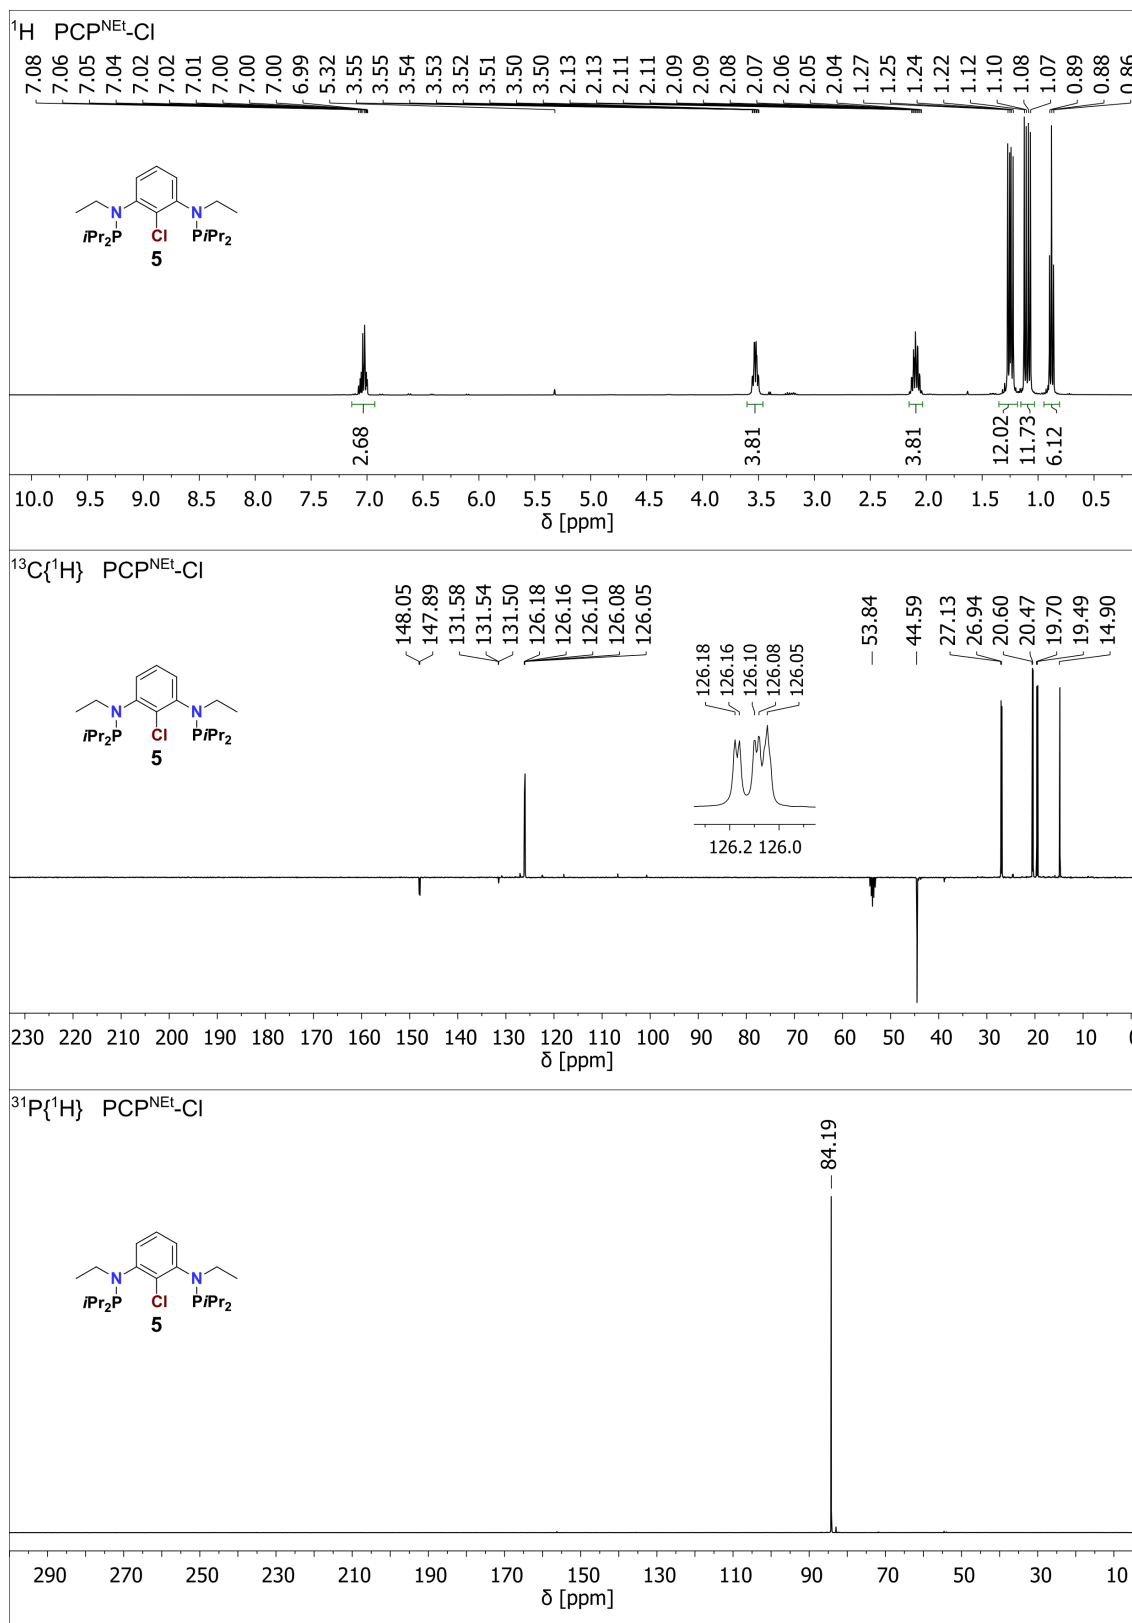 ¹H PCP^NEt-Cl
7.08 7.06 7.05 7.04 7.02 7.02 7.01 7.00 7.00 7.00 6.99 5.32 3.55 3.55 3.54 3.53 3.52 3.51 3.50 3.50 2.13 2.13 2.11 2.11 2.09 2.09 2.08 2.07 2.06 2.05 2.04 1.27 1.25 1.24 1.22 1.12 1.10 1.08 1.07 0.89 0.88 0.86
N N
iPr₂P Cl PiPr₂
5
2.68 3.81 3.81 12.02 11.73 6.12
10.0 9.5 9.0 8.5 8.0 7.5 7.0 6.5 6.0 5.5 5.0 4.5 4.0 3.5 3.0 2.5 2.0 1.5 1.0 0.5
δ [ppm]
¹³C{¹H} PCP^NEt-Cl
148.05 147.89 131.58 131.54 131.50 126.18 126.16 126.10 126.08 126.05 53.84 44.59 27.13 26.94 20.60 20.47 19.70 19.49 14.90
126.18 126.16 126.10 126.08 126.05
N N
iPr₂P Cl PiPr₂
5
126.2 126.0
230 220 210 200 190 180 170 160 150 140 130 120 110 100 90 80 70 60 50 40 30 20 10 0
δ [ppm]
³¹P{¹H} PCP^NEt-Cl
84.19
N N
iPr₂P Cl PiPr₂
5
290 270 250 230 210 190 170 150 130 110 90 80 70 60 50 40 30 20 10
δ [ppm]